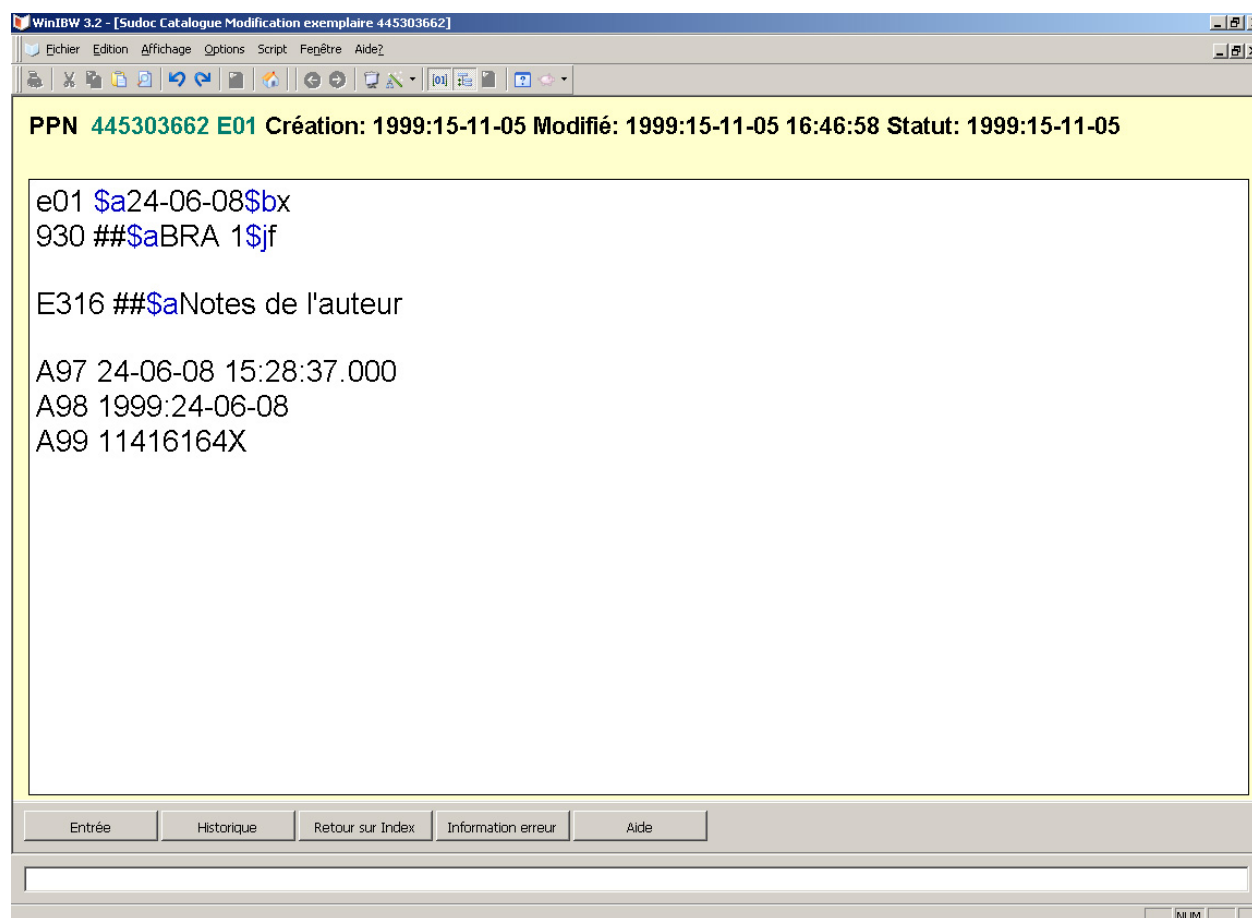 WinIBW 3.2 - [Sudoc Catalogue Modification exemplaire 445303662]
Eichier Edition Affichage Options Script Fenêtre Aide?
PPN 445303662 E01 Création: 1999:15-11-05 Modifié: 1999:15-11-05 16:46:58 Statut: 1999:15-11-05
e01 $a24-06-08$bx
930 ##$aBRA 1$jf
E316 ##$aNotes de l'auteur
A97 24-06-08 15:28:37.000
A98 1999:24-06-08
A99 11416164X
Entrée Historique Retour sur Index Information erreur Aide
NUM